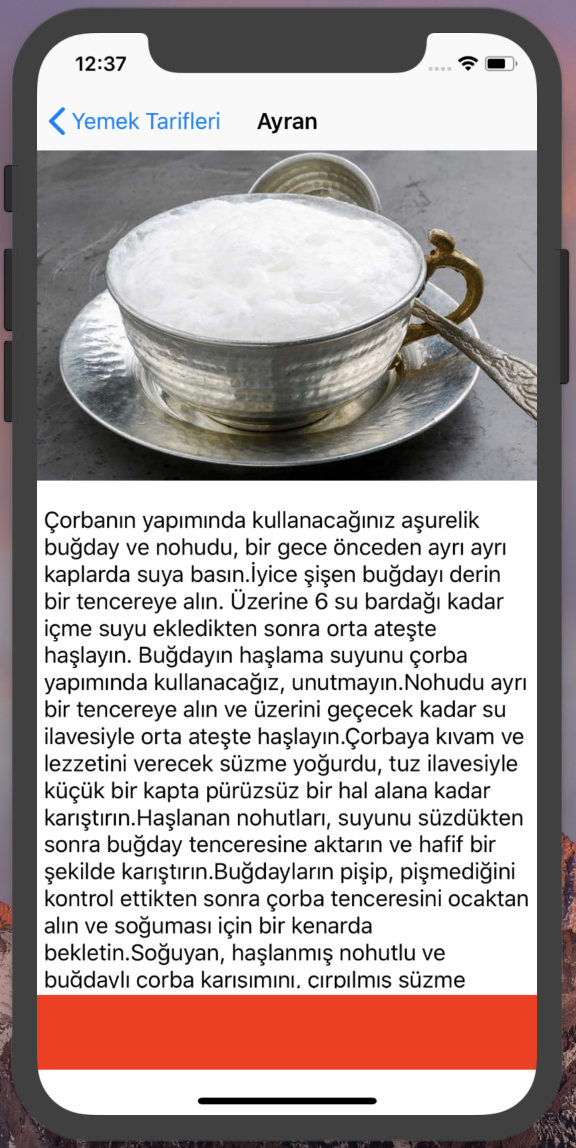 12:37
Yemek Tarifleri
Ayran
Çorbanın yapımında kullanacağınız aşurelik
buğday ve nohudu, bir gece önceden ayrı ayrı
kaplarda suya basın.İyice şişen buğdayı derin
bir tencereye alın. Üzerine 6 su bardağı kadar
içme suyu ekledikten sonra orta ateşte
haşlayın. Buğdayın haşlama suyunu çorba
yapımında kullanacağız, unutmayın.Nohudu ayrı
bir tencereye alın ve üzerini geçecek kadar su
ilavesiyle orta ateşte haşlayın.Çorbaya kıvam ve
lezzetini verecek süzme yoğurdu, tuz ilavesiyle
küçük bir kapta pürüzsüz bir hal alana kadar
karıştırın.Haşlanan nohutları, suyunu süzdükten
sonra buğday tenceresine aktarın ve hafif bir
şekilde karıştırın.Buğdayların pişip, pişmediğini
kontrol ettikten sonra çorba tenceresini ocaktan
alın ve soğuması için bir kenarda
bekletin.Soğuyan, haşlanmış nohutlu ve
buğdaylı çorba karışımını, çırpılmış süzme